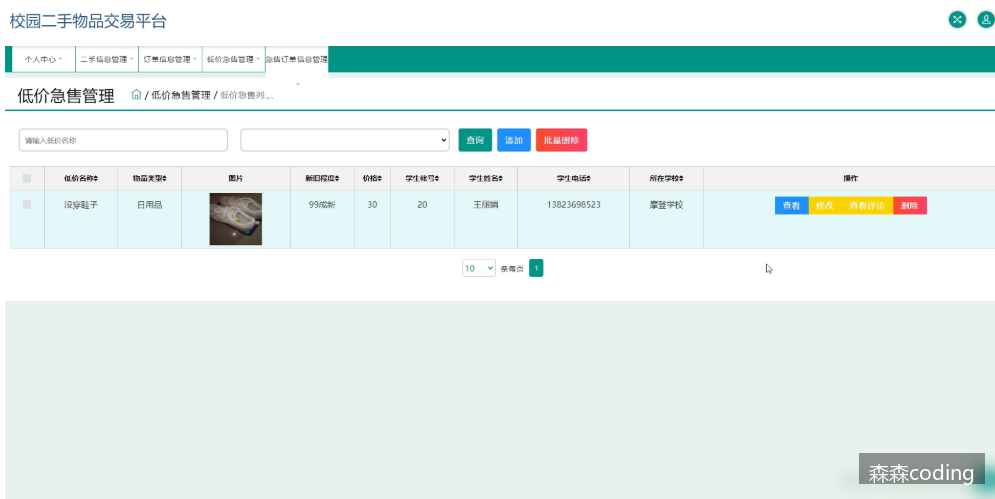 校园二手物品交易平台
个人中心 二手信息管理 订单信息管理 低价急售管理 急售订单信息管理
低价急售管理 / 低价急售管理 / 低价急售列
请输入低价名称 查询 添加 批量删除
低价名称 物品类型 图片 新旧程度 价格 学生帐号 学生姓名 学生电话 所在学校 操作
没穿鞋子 日用品 99成新 30 20 王丽娟 13823698523 摩登学校 查看 修改 查看评论 删除
10 条每页 1
森森coding